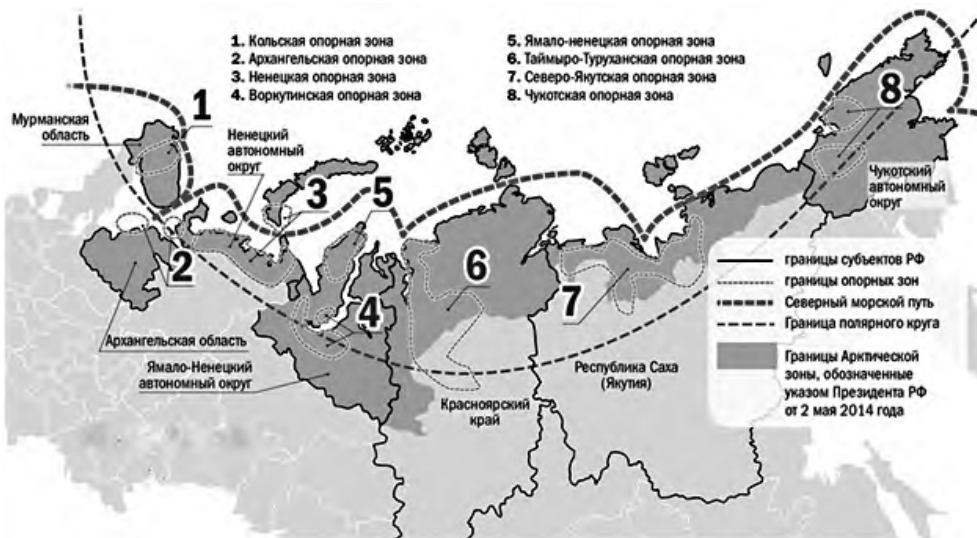 1. Кольская опорная зона
2. Архангельская опорная зона
3. Ненецкая опорная зона
4. Воркутинская опорная зона
5. Ямало-ненецкая опорная зона
6. Таймыро-Туруханская опорная зона
7. Северо-Якутская опорная зона
8. Чукотская опорная зона
Мурманская
область
1
Ненецкий
автономный
округ
3
5
2
4
6
7
8
Чукотский
автономный
округ
Архангельская область
Ямало-Ненецкий
автономный округ
Красноярский
край
Республика Саха
(Якутия)
границы субъектов РФ
границы опорных зон
Северный морской путь
Граница полярного круга
Границы Арктической
зоны, обозначенные
указом Президента РФ
от 2 мая 2014 года